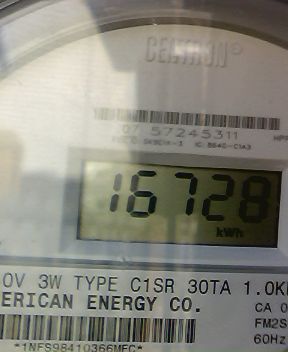 CENTRON®
07 57245311
16728
kWh
0V 3W TYPE C1SR 30TA 1.0K
ERICAN ENERGY CO.
CA 0
FM2S
60Hz
*1NFS98410366MFC*